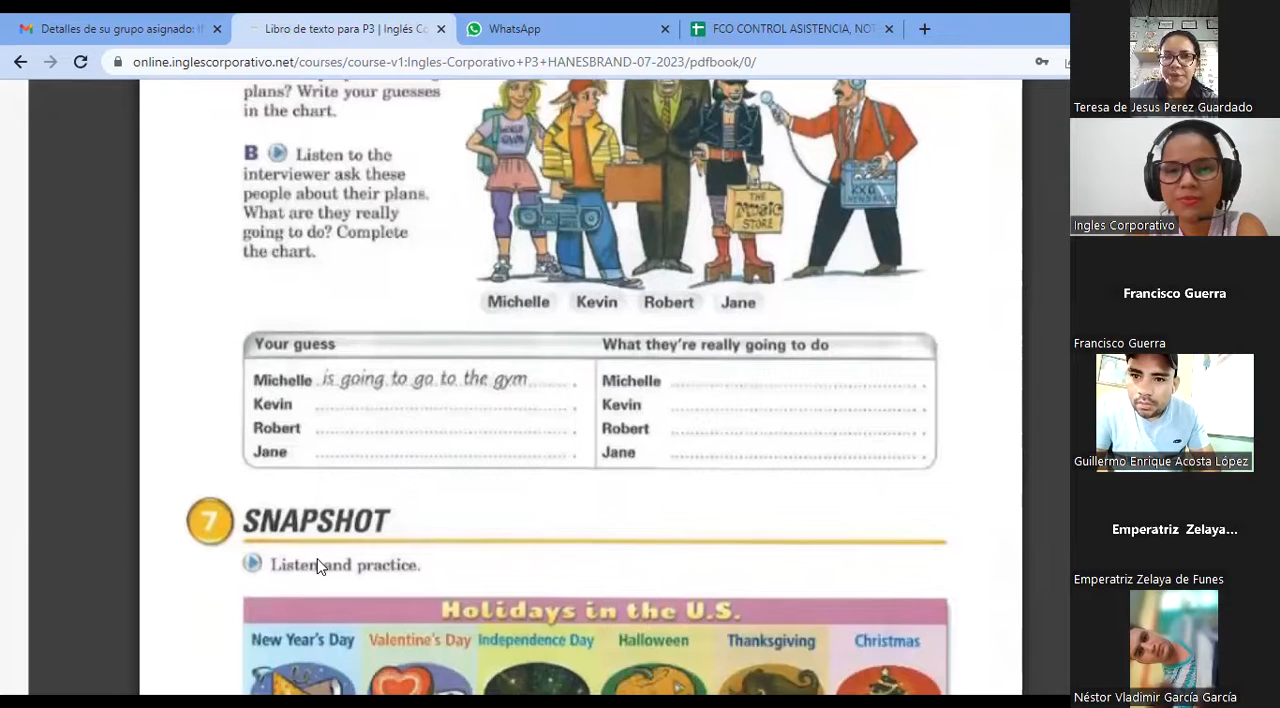 Detalles de su grupo asignado: I
Libro de texto para P3 | Inglés Co
WhatsApp
FCO CONTROL ASISTENCIA, NOT
online.inglescorporativo.net/courses/course-v1:Ingles-Corporativo+P3+HANESBRAND-07-2023/pdfbook/0/
plans? Write your guesses
in the chart.
B Listen to the
interviewer ask these
people about their plans.
What are they really
going to do? Complete
the chart.
THE
Music
STORE
Michelle Kevin Robert Jane
Your guess What they're really going to do
Michelle is going to go to the gym Michelle
Kevin Kevin
Robert Robert
Jane Jane
7 SNAPSHOT
Listen and practice.
Holidays in the U.S.
New Year's Day Valentine's Day Independence Day Halloween Thanksgiving Christmas
Teresa de Jesus Perez Guardado
Ingles Corporativo
Francisco Guerra
Francisco Guerra
Guillermo Enrique Acosta López
Emperatriz Zelaya...
Emperatriz Zelaya de Funes
Néstor Vladimir García García